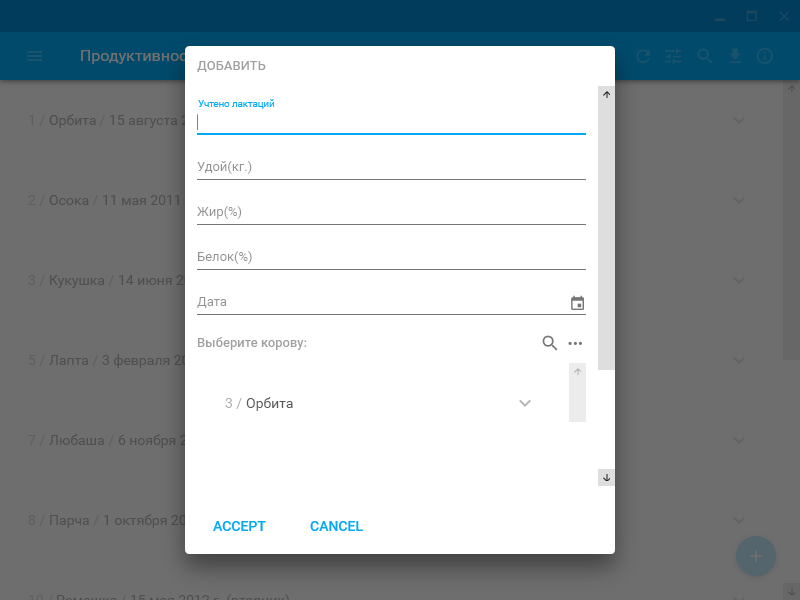 Продуктивнос
ДОБАВИТЬ
Учтено лактаций
1 / Орбита / 15 августа 2
Удой(кг.)
2 / Осока / 11 мая 2011
Жир(%)
Белок(%)
3 / Кукушка / 14 июня 2
Дата
Выберите корову:
5 / Лапта / 3 февраля 20
3 / Орбита
7 / Любаша / 6 ноября 2
8 / Парча / 1 октября 20
ACCEPT
CANCEL
10 / Ромашка / 15 мая 2012 г. (вторник)